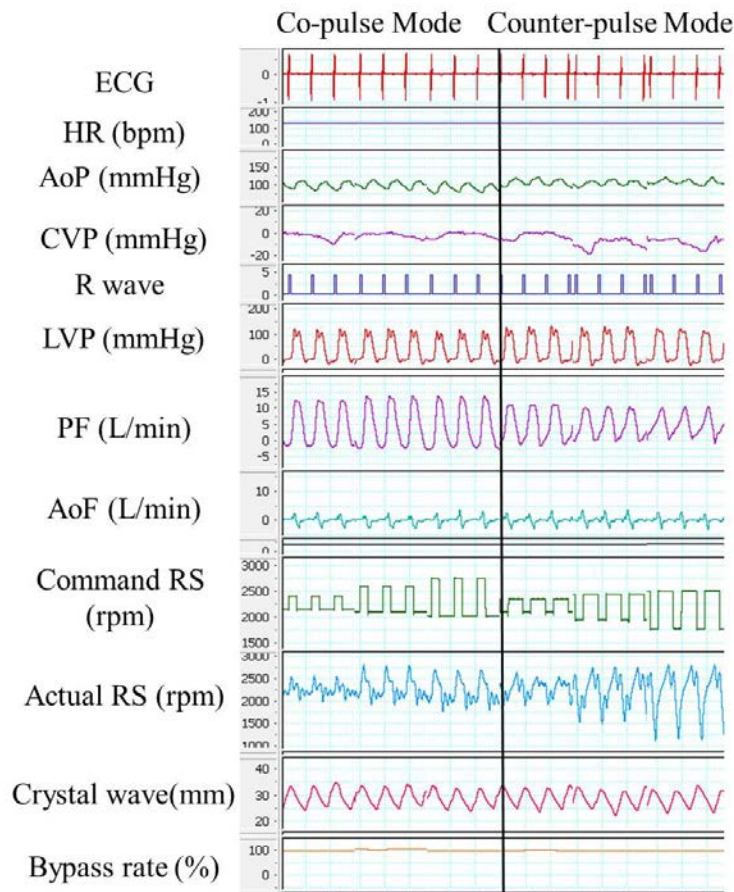 Co-pulse Mode Counter-pulse Mode
ECG
0
-1
HR (bpm)
200
100
0
AoP (mmHg)
150
100
CVP (mmHg)
20
0
-20
R wave
5
0
LVP (mmHg)
200
100
0
PF (L/min)
15
10
5
0
-5
AoF (L/min)
10
0
0
Command RS
(rpm)
3000
2500
2000
1500
Actual RS (rpm)
3000
2500
2000
1500
1000
Crystal wave(mm)
40
30
20
Bypass rate (%)
100
0